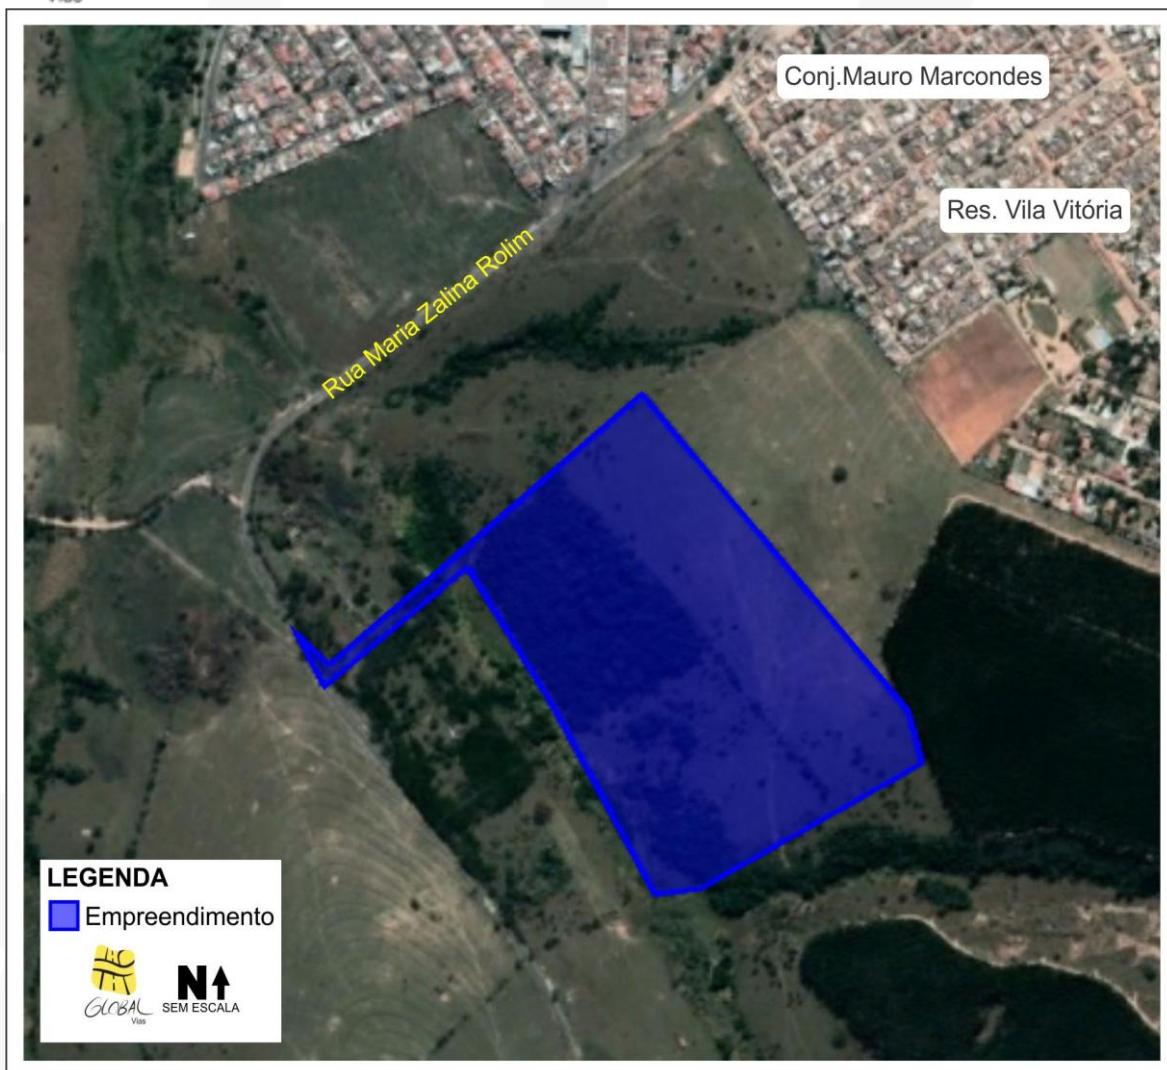 Conj.Mauro Marcondes
Res. Vila Vitória
Rua Maria Zalina Rolim
LEGENDA
Empreendimento
GLOBAL
Vias
N
SEM ESCALA